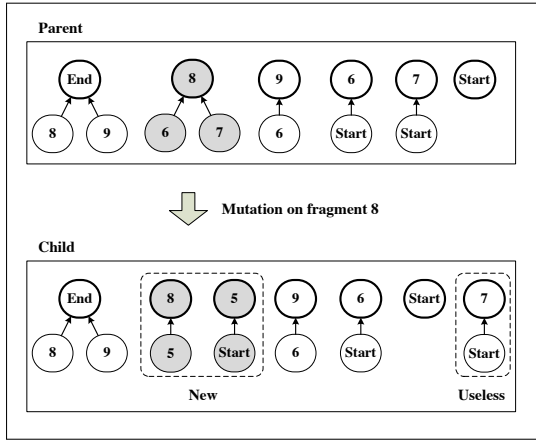 Parent
End 8 9 6 7 Start
8 9 6 7 6 Start Start
Mutation on fragment 8
Child
End 8 5 9 6 Start 7
8 9 5 Start 6 Start Start
New Useless